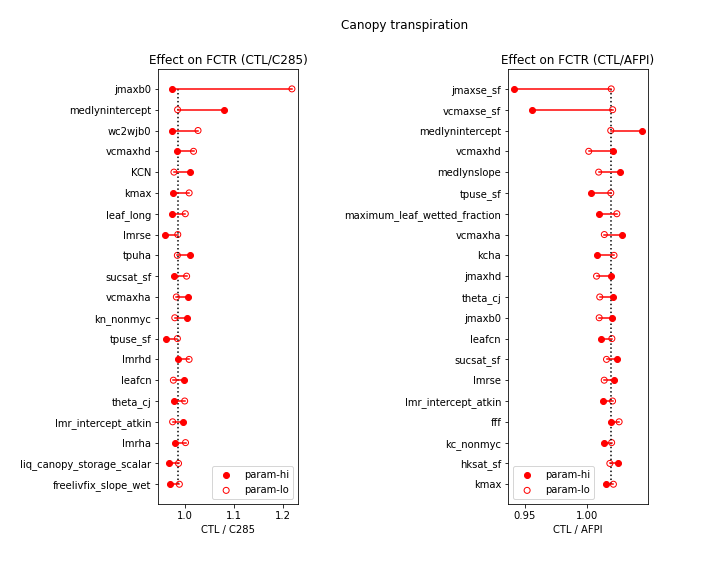 Canopy transpiration
Effect on FCTR (CTL/C285)
jmaxb0
medlynintercept
wc2wjb0
vcmaxhd
KCN
kmax
leaf_long
lmrse
tpuha
sucsat_sf
vcmaxha
kn_nonmyc
tpuse_sf
lmrhd
leafcn
theta_cj
lmr_intercept_atkin
lmrha
liq_canopy_storage_scalar
freelivfix_slope_wet
param-hi
param-lo
1.0 1.1 1.2
CTL / C285
Effect on FCTR (CTL/AFPI)
jmaxse_sf
vcmaxse_sf
medlynintercept
vcmaxhd
medlynslope
tpuse_sf
maximum_leaf_wetted_fraction
vcmaxha
kcha
jmaxhd
theta_cj
jmaxb0
leafcn
sucsat_sf
lmrse
lmr_intercept_atkin
fff
kc_nonmyc
hksat_sf
kmax
param-hi
param-lo
0.95 1.00
CTL / AFPI